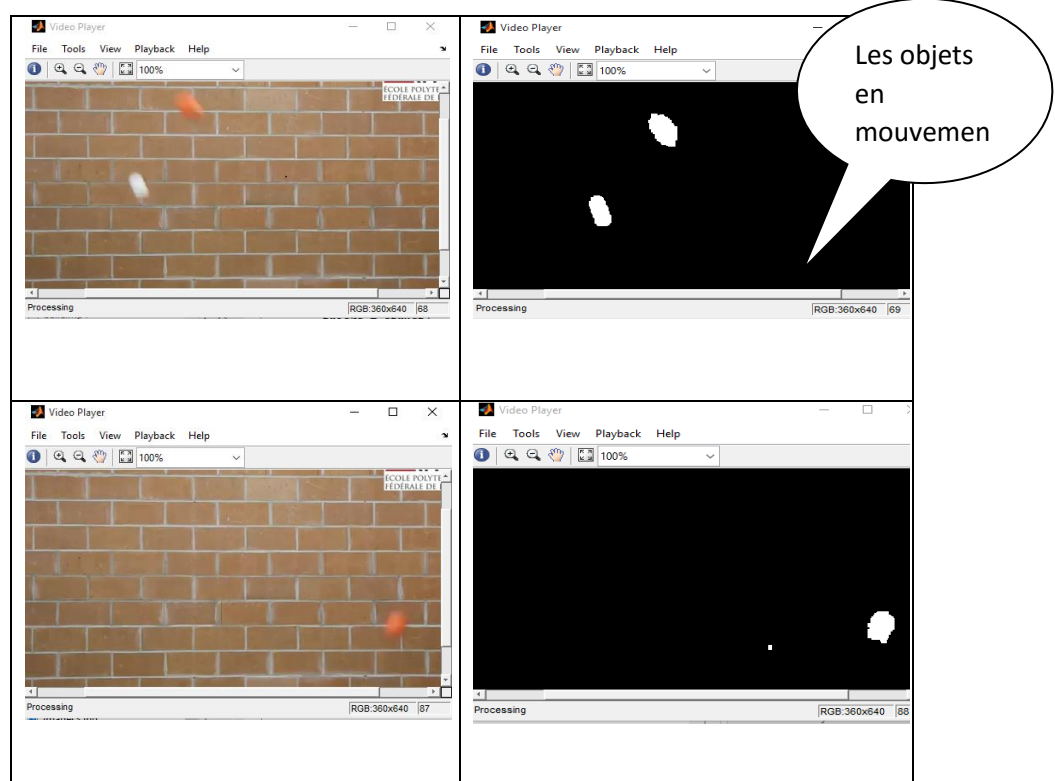 Video Player
File Tools View Playback Help
100%
ÉCOLE POLYTE
FÉDÉRALE DE
Processing
RGB:360x640 68
Video Player
File Tools View Playback Help
100%
Processing
RGB:360x640 69
Les objets
en
mouvemen
Video Player
File Tools View Playback Help
100%
ÉCOLE POLYTE
FÉDÉRALE DE
Processing
RGB:360x640 87
Video Player
File Tools View Playback Help
100%
Processing
RGB:360x640 88